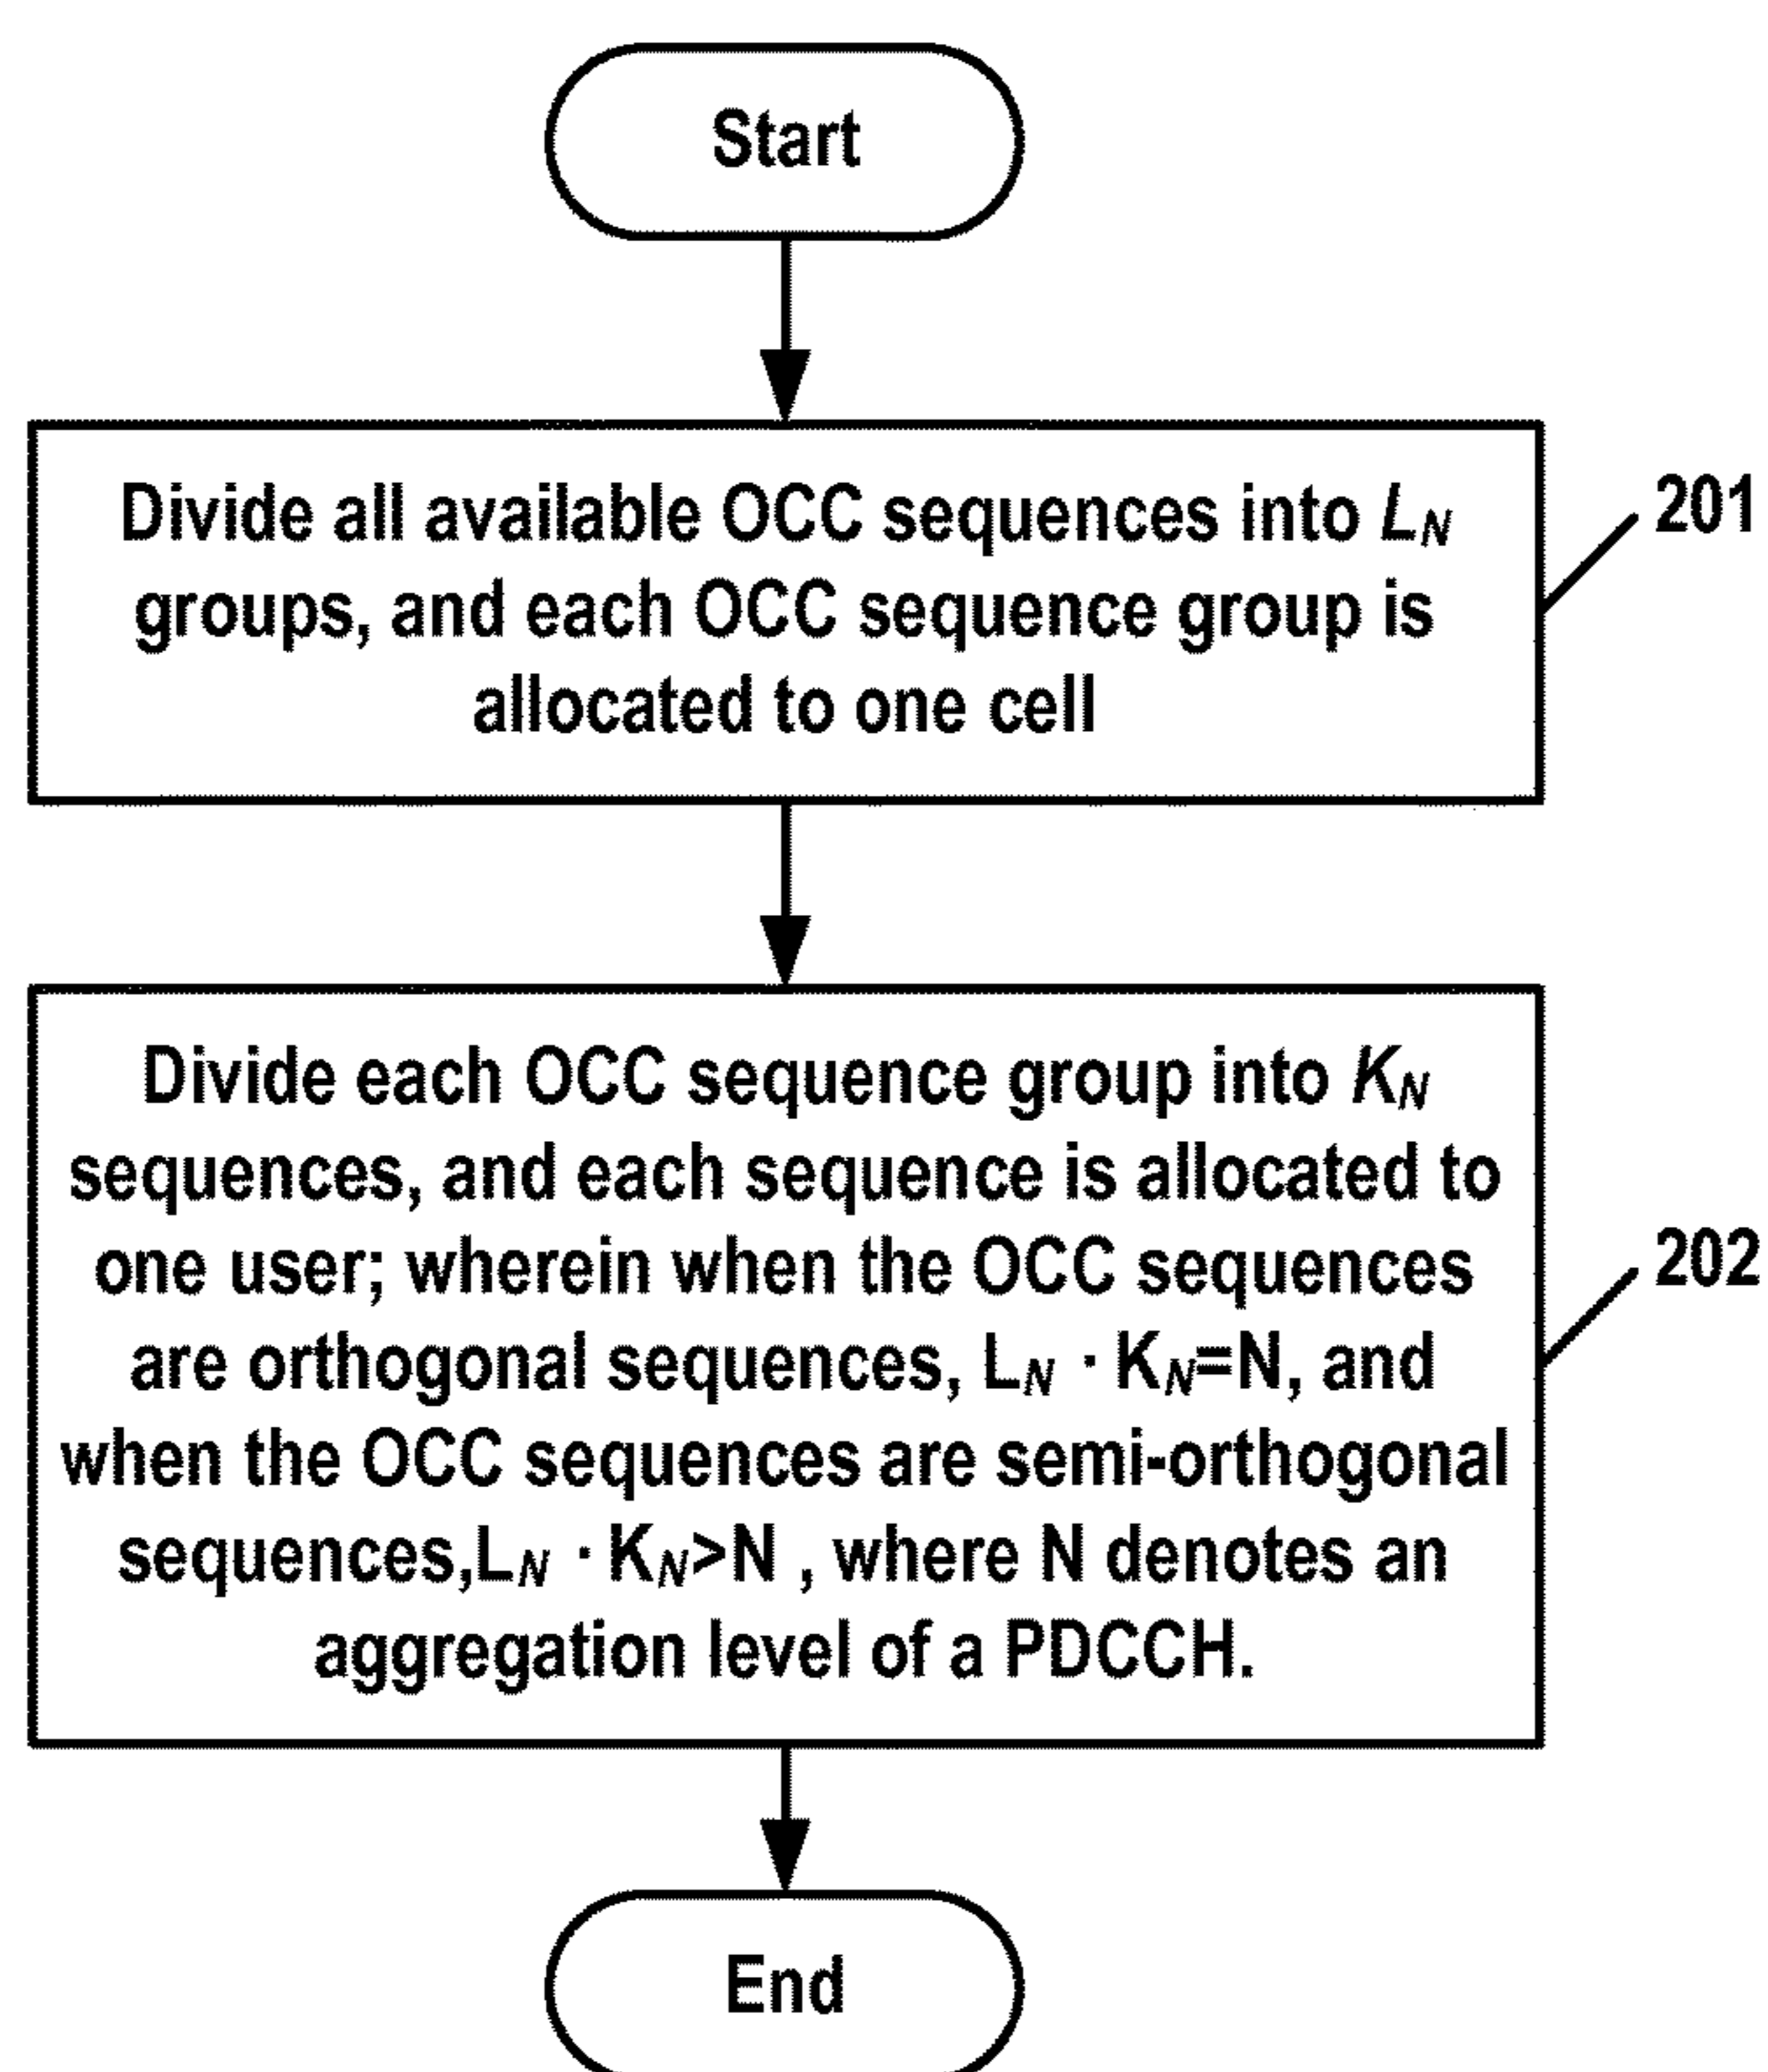 Start
Divide all available OCC sequences into L_N
groups, and each OCC sequence group is
allocated to one cell
201
Divide each OCC sequence group into K_N
sequences, and each sequence is allocated to
one user; wherein when the OCC sequences
are orthogonal sequences, L_N · K_N=N, and
when the OCC sequences are semi-orthogonal
sequences,L_N · K_N>N , where N denotes an
aggregation level of a PDCCH.
202
End